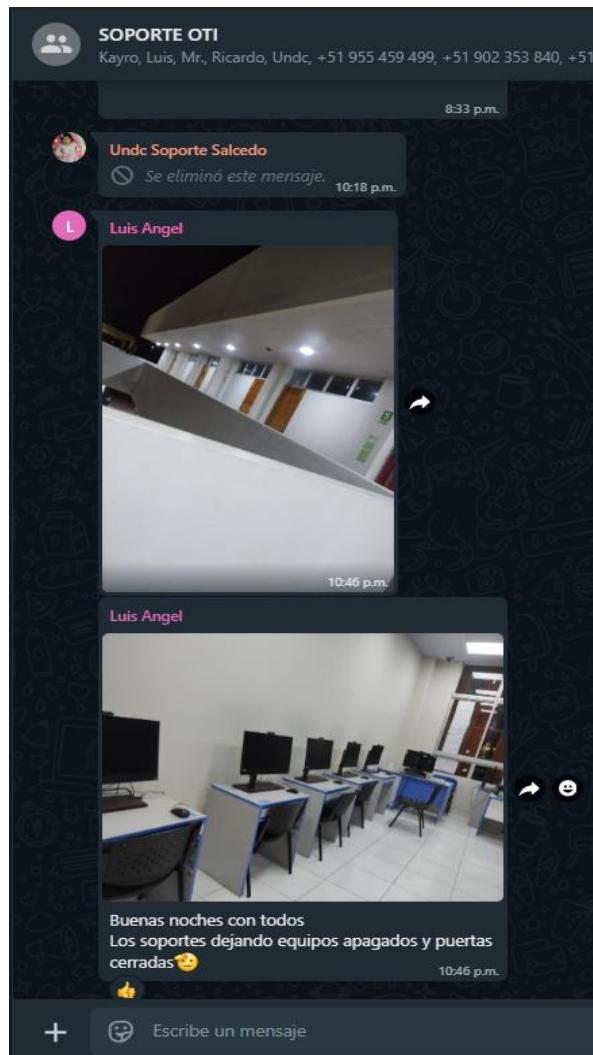 SOPORTE OTI
Kayro, Luis, Mr., Ricardo, Undc, +51 955 459 499, +51 902 353 840, +51
8:33 p.m.
Undc Soporte Salcedo
Se eliminó este mensaje.
10:18 p.m.
L
Luis Angel
10:46 p.m.
Luis Angel
Buenas noches con todos
Los soportes dejando equipos apagados y puertas
cerradas🫡
10:46 p.m.
👍
Escribe un mensaje